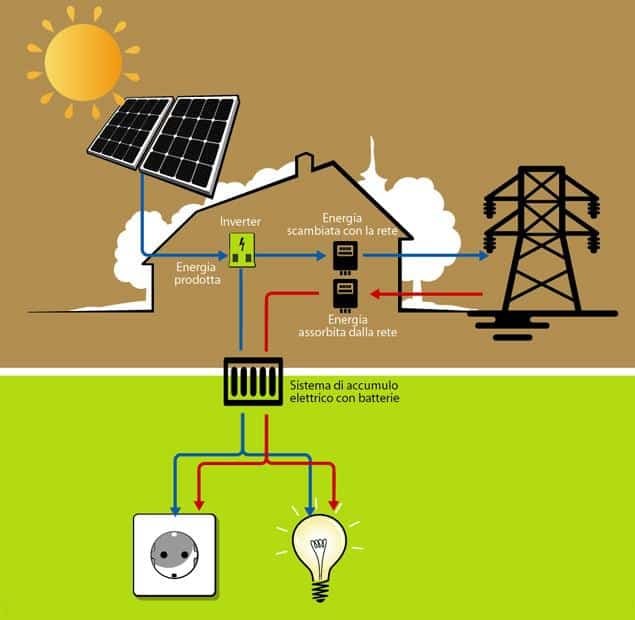 Inverter
Energia
scambiata con la rete
Energia
prodotta
Energia
assorbita dalla rete
Sistema di accumulo
elettrico con batterie